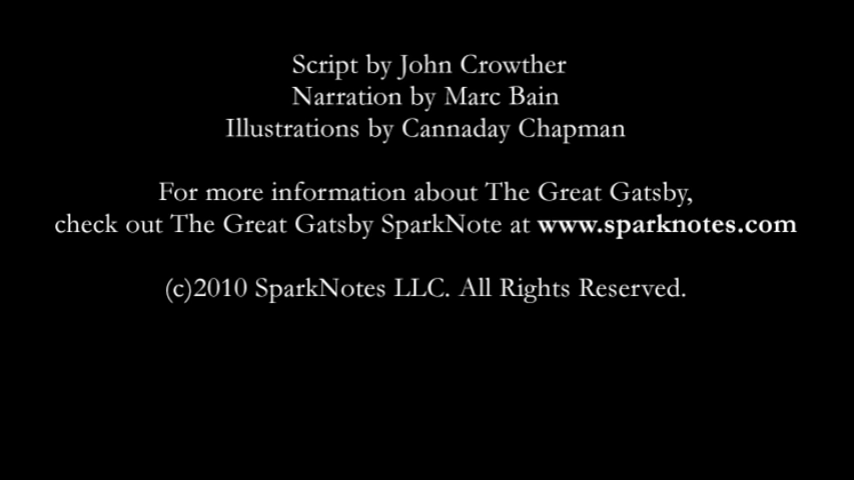 Script by John Crowther
Narration by Marc Bain
Illustrations by Cannaday Chapman
For more information about The Great Gatsby,
check out The Great Gatsby SparkNote at www.sparknotes.com
(c)2010 SparkNotes LLC. All Rights Reserved.